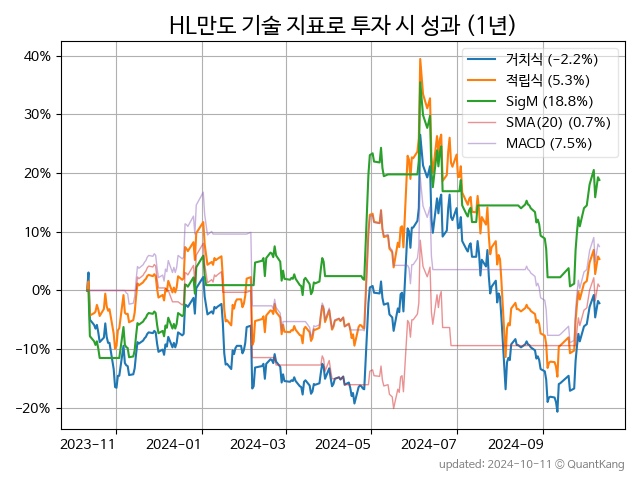 HL만도 기술 지표로 투자 시 성과 (1년)
40%
30%
20%
10%
0%
−10%
−20%
거치식 (-2.2%)
적립식 (5.3%)
SigM (18.8%)
SMA(20) (0.7%)
MACD (7.5%)
2023-11
2024-01
2024-03
2024-05
2024-07
2024-09
updated: 2024-10-11 © QuantKang